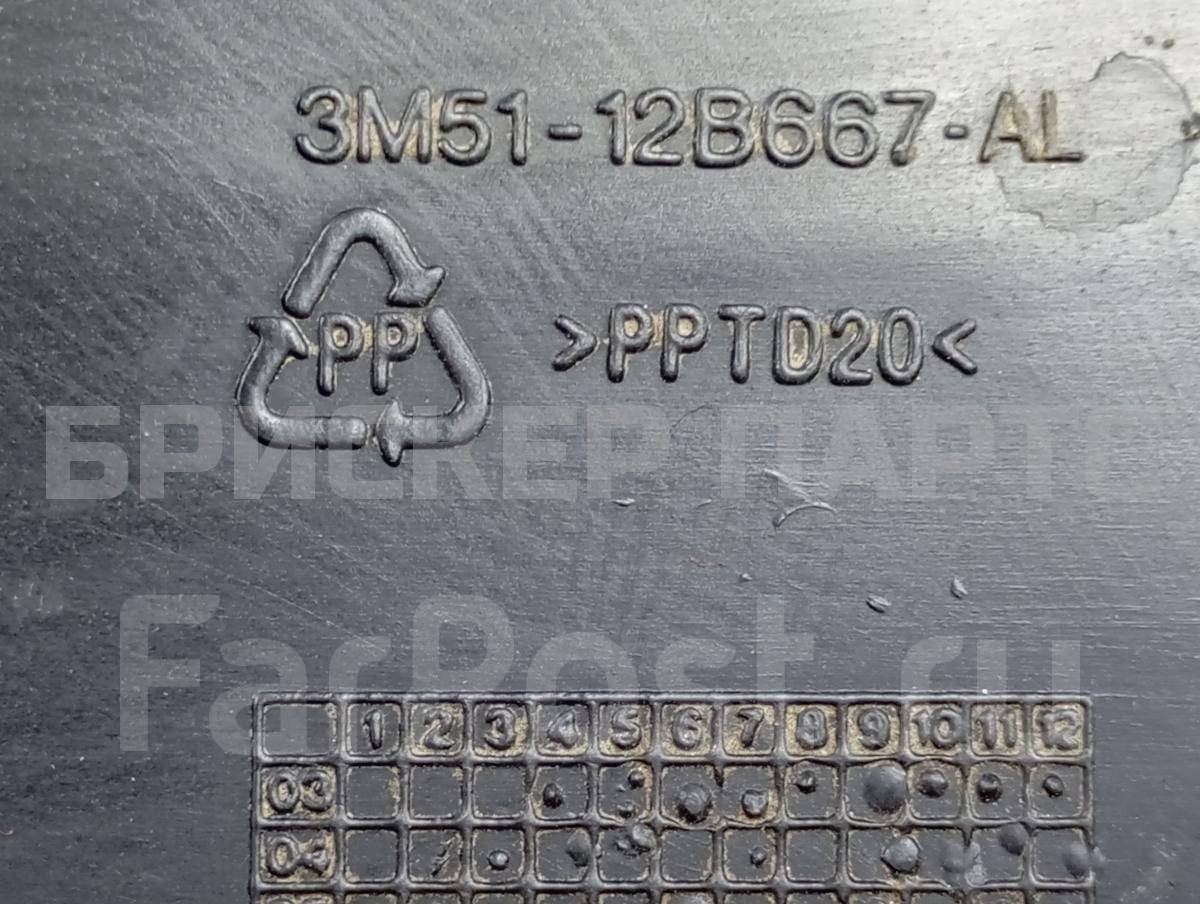 3M51-12B667-AL
PP
>PPTD20<
БРИСКЕР ПАРТС
FarPost.ru
1 2 3 4 5 6 7 8 9 10 11 12
03
04